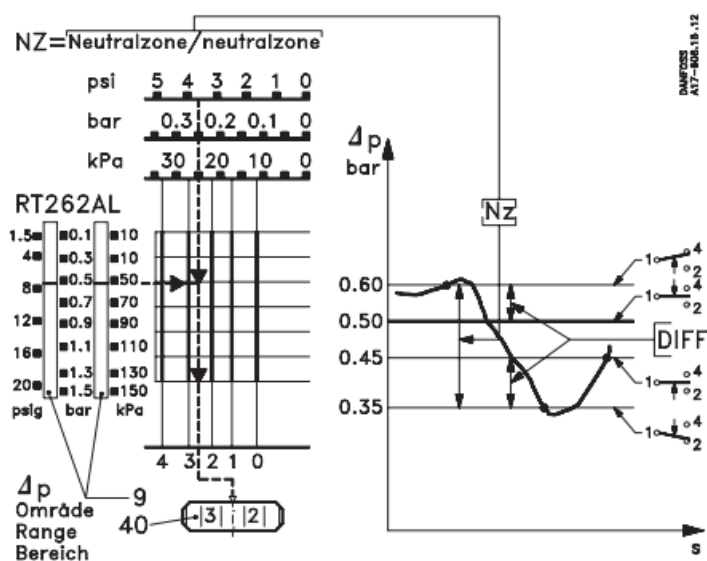 NZ=Neutralzone/neutralzone
psi 5 4 3 2 1 0
bar 0.3 0.2 0.1 0
kPa 30 20 10 0
RT262AL
1.5 0.1 10
4 0.3 10
8 0.5 50
0.7 70
12 0.9 90
16 1.1 110
1.3 130
20 1.5 150
psig bar kPa
4 3 2 1 0
Δp
Område
Range
Bereich
9
40 |3| |2|
DANFOSS
A17-806.15.12
Δp
bar
Nz
0.60
0.50
0.45
0.35
DIFF
1 4
2
1 4
2
1 4
2
1 4
2
s